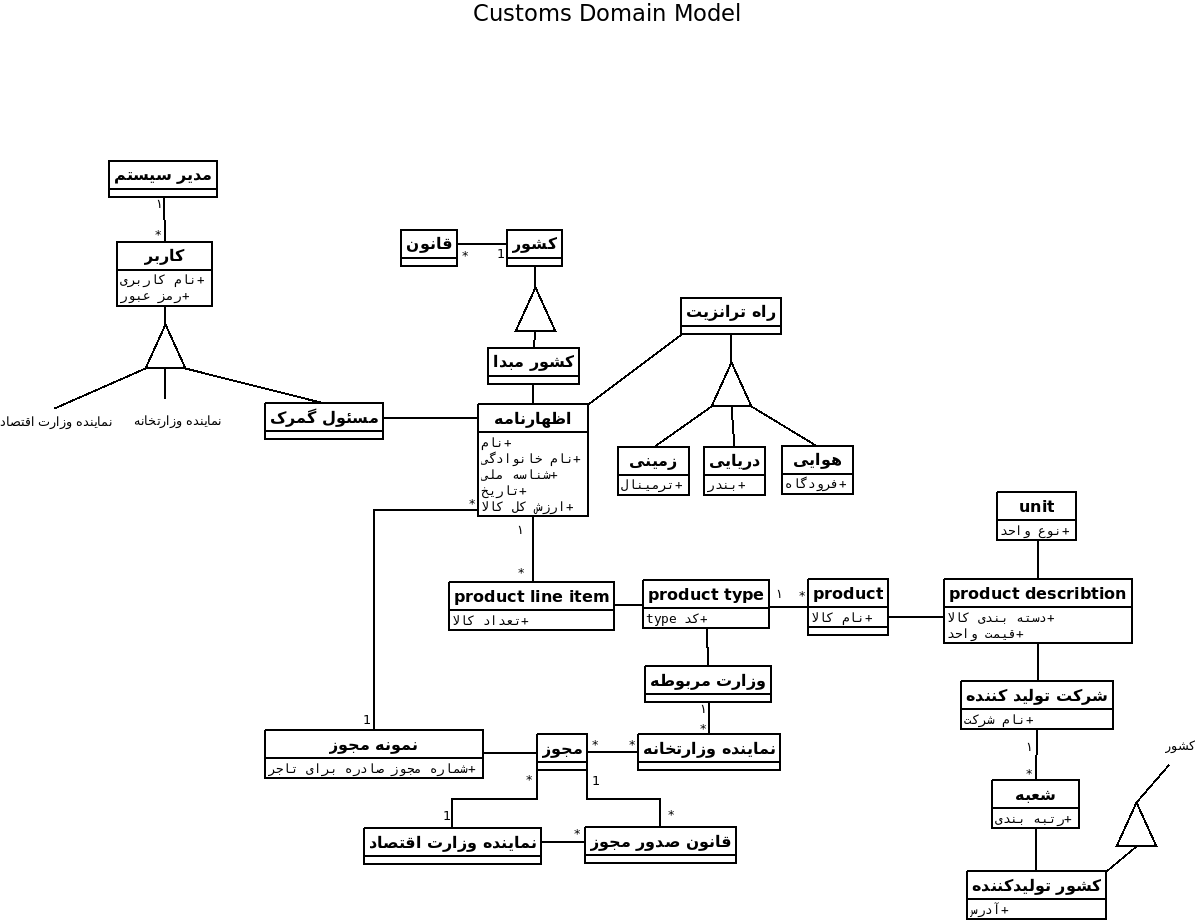 Customs Domain Model
مدیر سیستم
۱
*
کاربر
+نام کاربری
+رمز عبور
قانون
*
1
کشور
راه ترانزیت
کشور مبدا
نماینده وزارت اقتصاد
نماینده وزارتخانه
مسئول گمرک
اظهارنامه
+نام
+نام خانوادگی
+شناسه ملی
+تاریخ
+ارزش کل کالا
زمینی
+ترمینال
دریایی
+بندر
هوایی
+فرودگاه
*
۱
*
unit
+نوع واحد
product line item
+تعداد کالا
product type
+کد type
۱
*
product
+نام کالا
product describtion
+دسته بندی کالا
+قیمت واحد
وزارت مربوطه
۱
*
شرکت تولید کننده
+نام شرکت
1
نمونه مجوز
+شماره مجوز صادره برای تاجر
مجوز
*
*
نماینده وزارتخانه
۱
*
کشور
*
1
شعبه
+رتبه بندی
1
*
نماینده وزارت اقتصاد
*
قانون صدور مجوز
کشور تولیدکننده
+آدرس